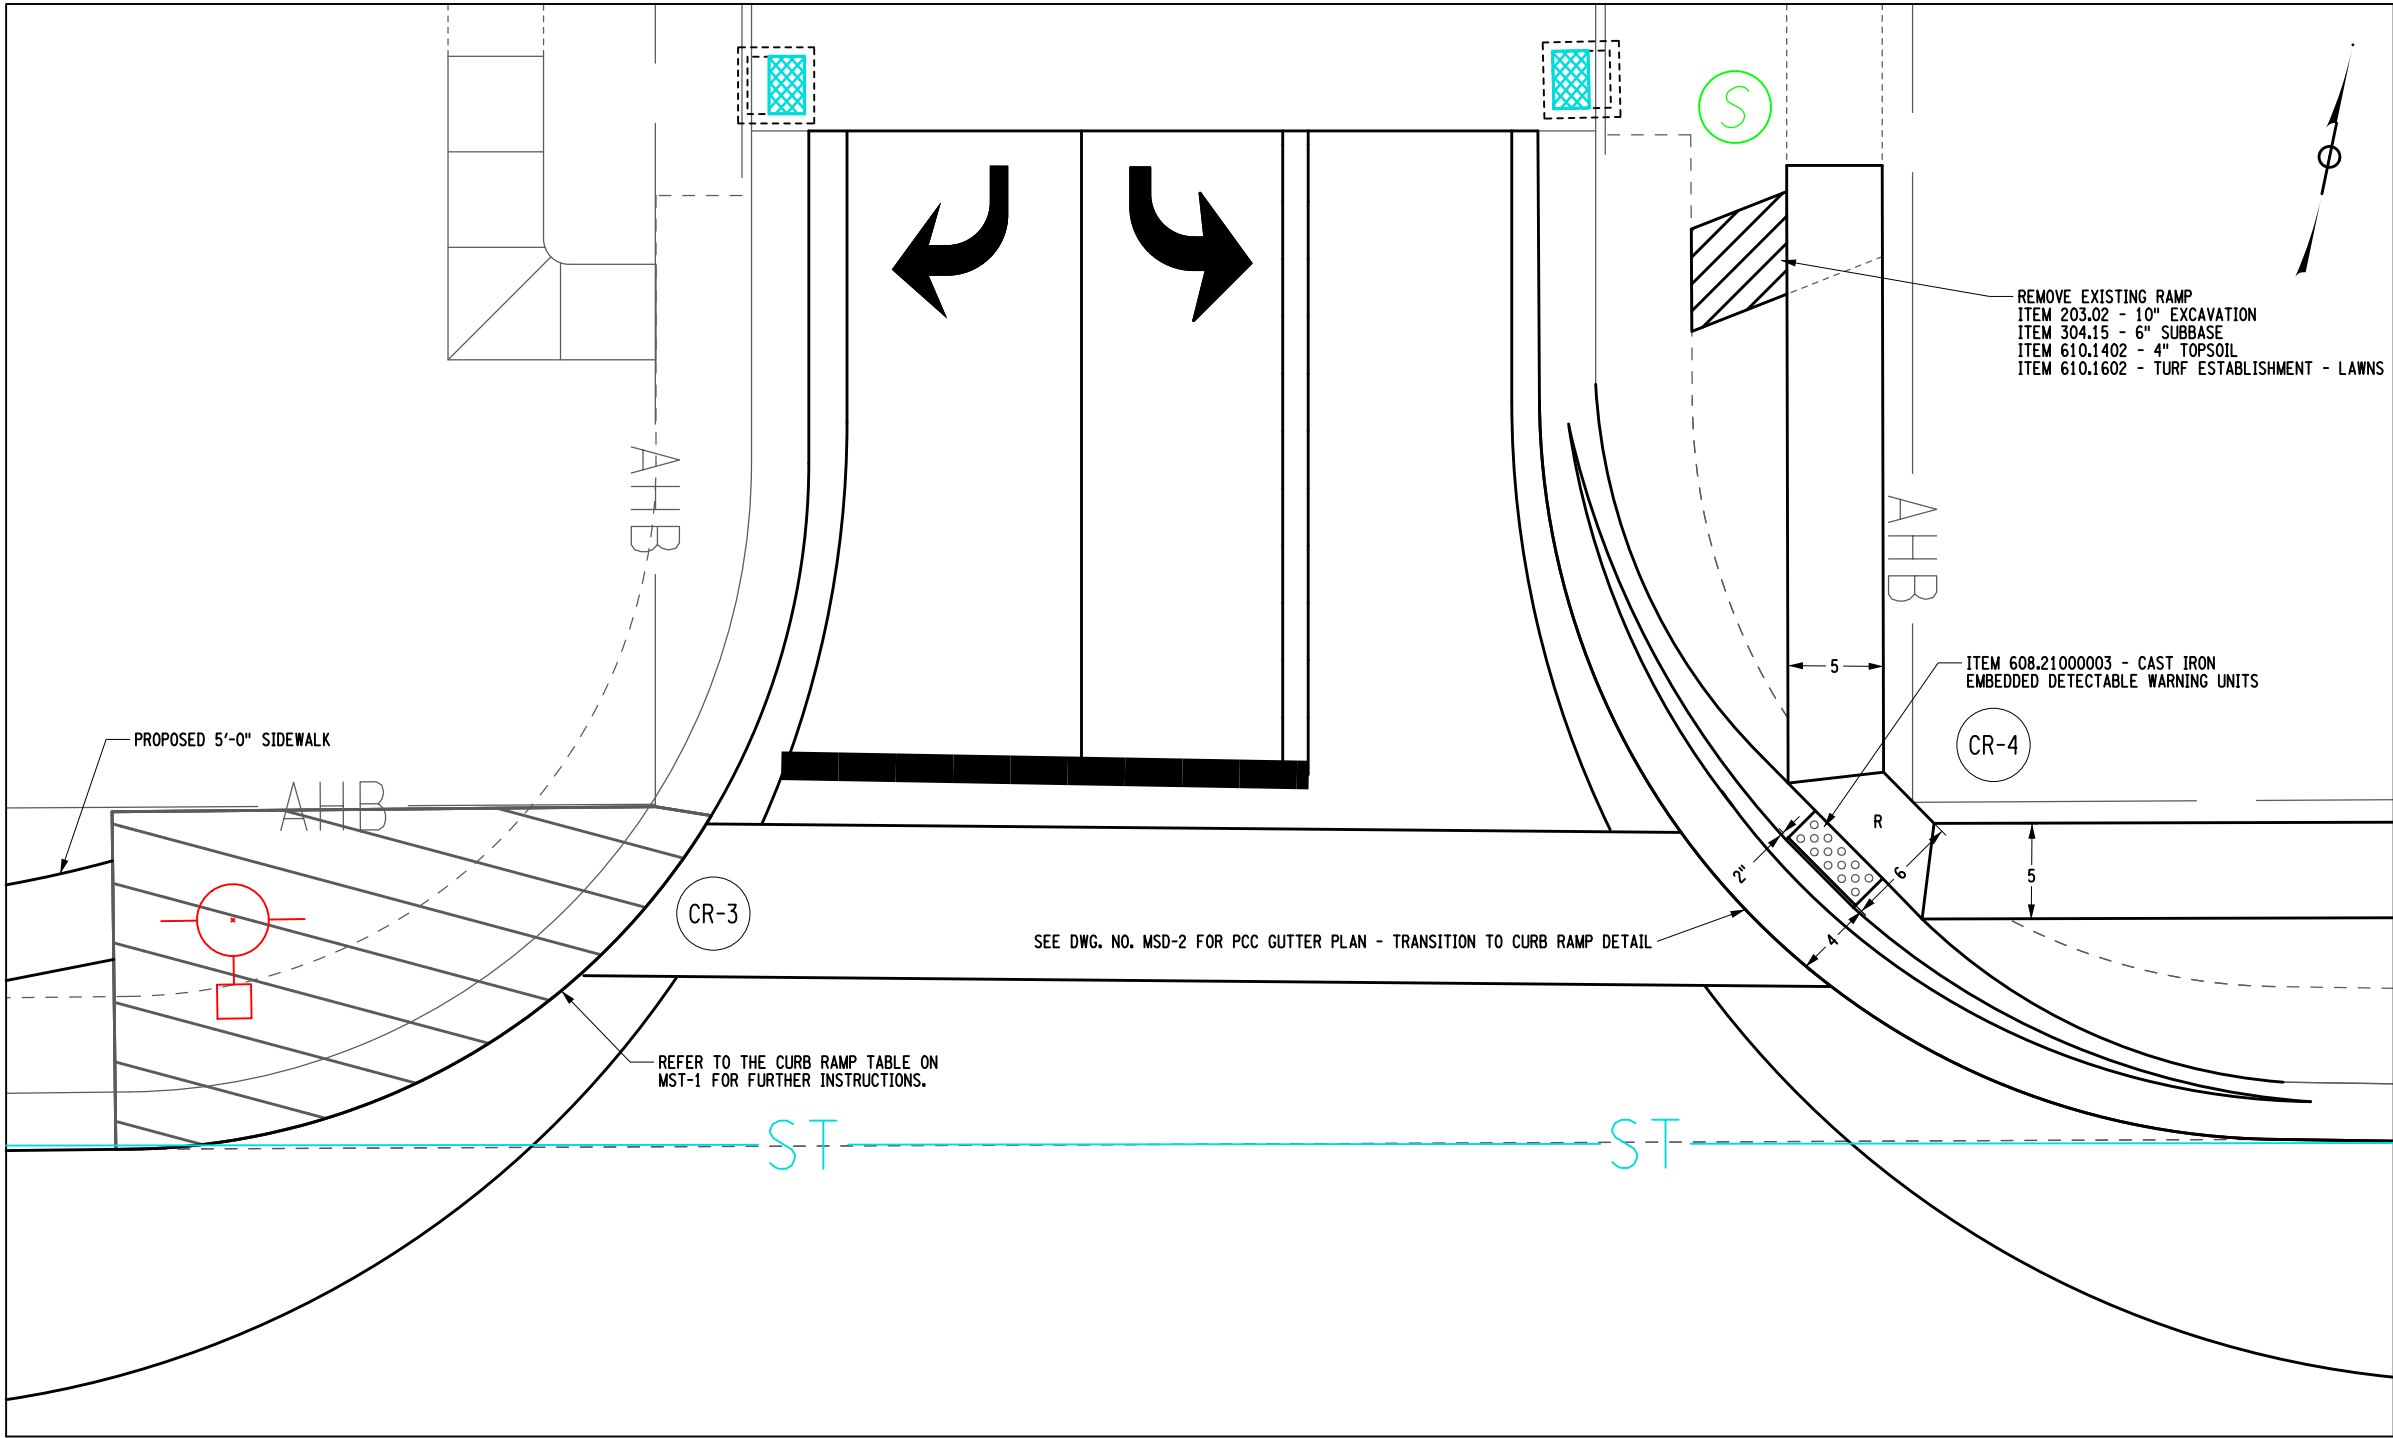 S
REMOVE EXISTING RAMP
ITEM 203.02 - 10" EXCAVATION
ITEM 304.15 - 6" SUBBASE
ITEM 610.1402 - 4" TOPSOIL
ITEM 610.1602 - TURF ESTABLISHMENT - LAWNS
AHB
AHB
5
ITEM 608.21000003 - CAST IRON
EMBEDDED DETECTABLE WARNING UNITS
PROPOSED 5'-0" SIDEWALK
CR-4
AHB
R
2"
6
5
CR-3
4
SEE DWG. NO. MSD-2 FOR PCC GUTTER PLAN - TRANSITION TO CURB RAMP DETAIL
REFER TO THE CURB RAMP TABLE ON
MST-1 FOR FURTHER INSTRUCTIONS.
ST
ST